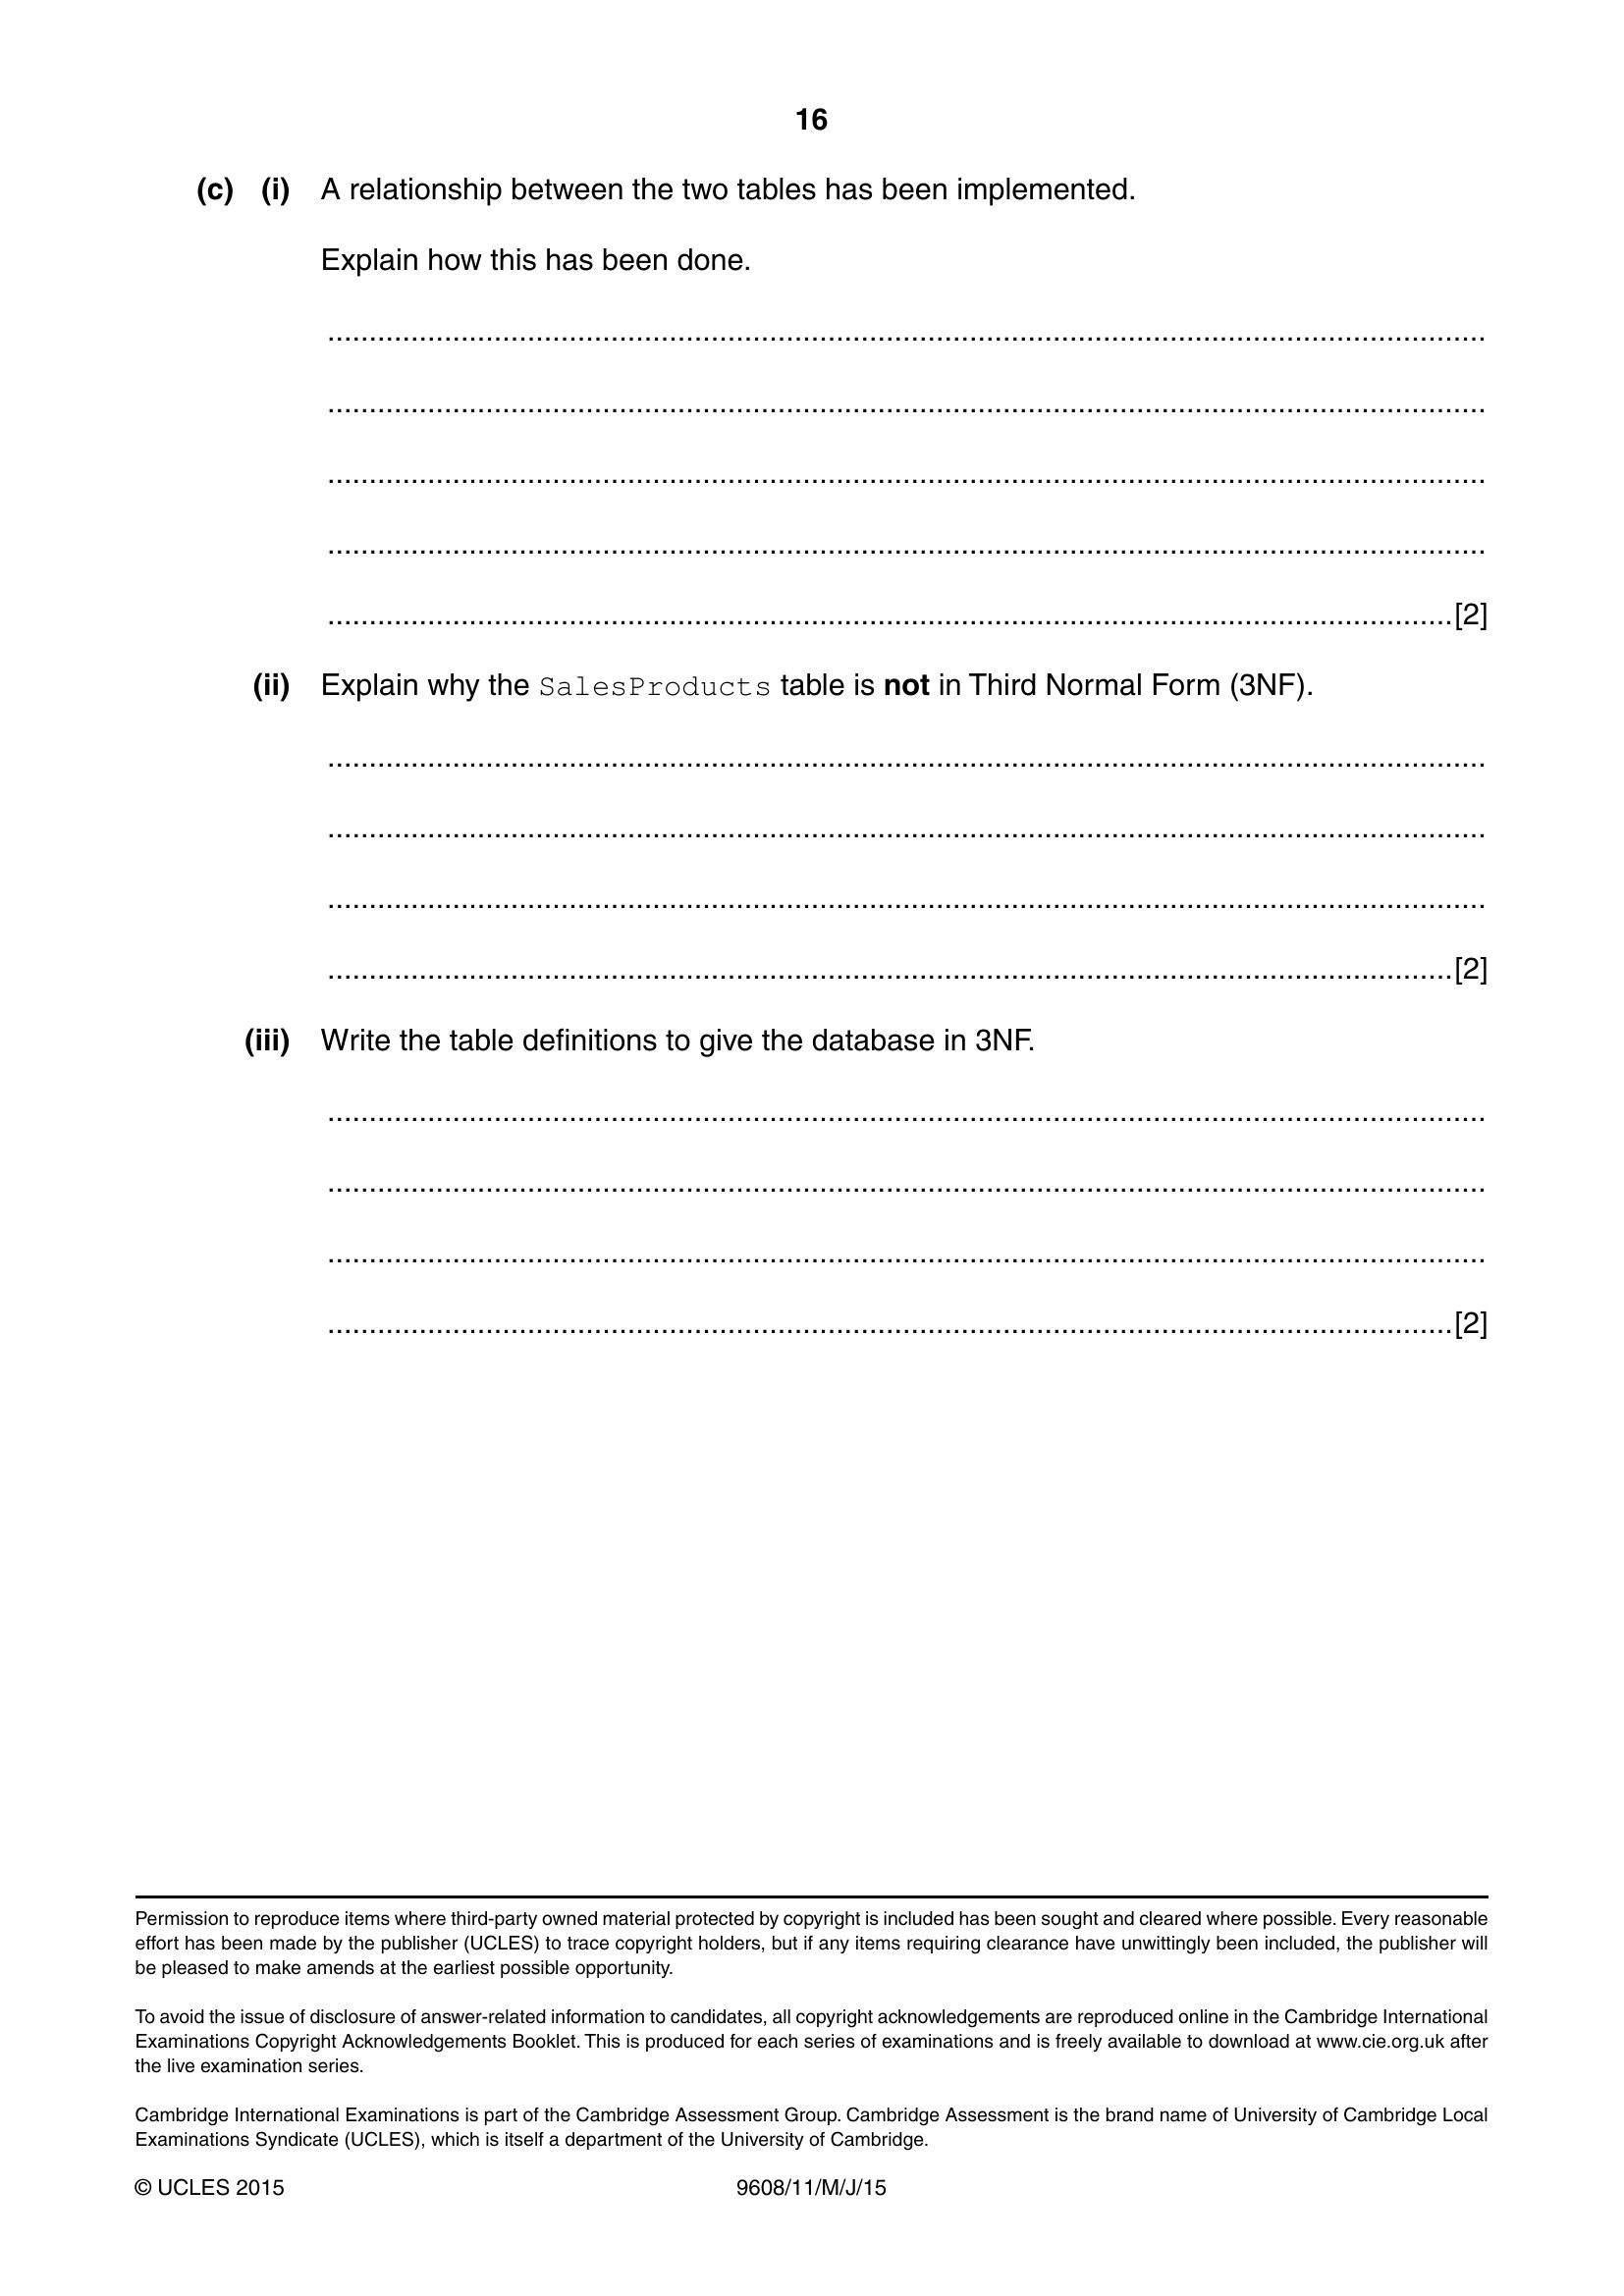 16
(c) (i) A relationship between the two tables has been implemented.
Explain how this has been done.
..........................................................................................................................................
..........................................................................................................................................
..........................................................................................................................................
..........................................................................................................................................
......................................................................................................................................[2]
(ii) Explain why the SalesProducts table is not in Third Normal Form (3NF).
..........................................................................................................................................
..........................................................................................................................................
..........................................................................................................................................
......................................................................................................................................[2]
(iii) Write the table definitions to give the database in 3NF.
..........................................................................................................................................
..........................................................................................................................................
..........................................................................................................................................
......................................................................................................................................[2]
Permission to reproduce items where third-party owned material protected by copyright is included has been sought and cleared where possible. Every reasonable
effort has been made by the publisher (UCLES) to trace copyright holders, but if any items requiring clearance have unwittingly been included, the publisher will
be pleased to make amends at the earliest possible opportunity.
To avoid the issue of disclosure of answer-related information to candidates, all copyright acknowledgements are reproduced online in the Cambridge International
Examinations Copyright Acknowledgements Booklet. This is produced for each series of examinations and is freely available to download at www.cie.org.uk after
the live examination series.
Cambridge International Examinations is part of the Cambridge Assessment Group. Cambridge Assessment is the brand name of University of Cambridge Local
Examinations Syndicate (UCLES), which is itself a department of the University of Cambridge.
© UCLES 2015 9608/11/M/J/15